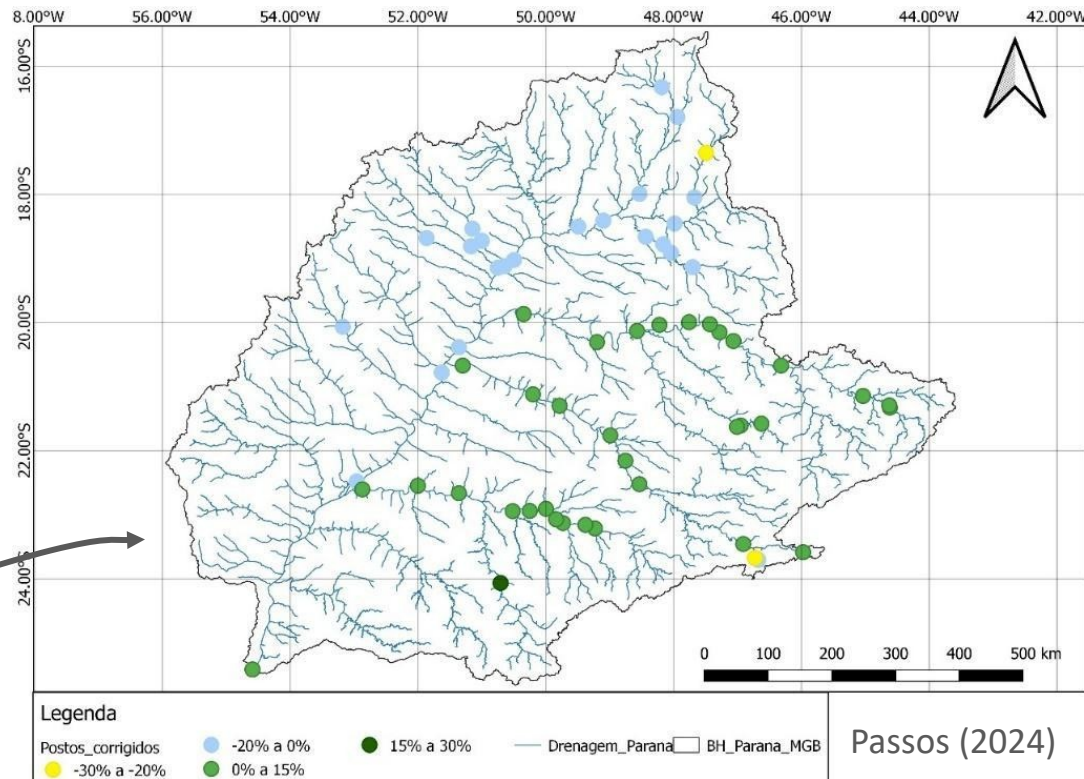 8.00°W 56.00°W 54.00°W 52.00°W 50.00°W 48.00°W 46.00°W 44.00°W 42.00°W
16.00°S
18.00°S
20.00°S
22.00°S
24.00°S
0 100 200 300 400 500 km
Legenda
Postos_corrigidos
-30% a -20%
-20% a 0%
0% a 15%
15% a 30%
Drenagem_Parana
BH_Parana_MGB
Passos (2024)